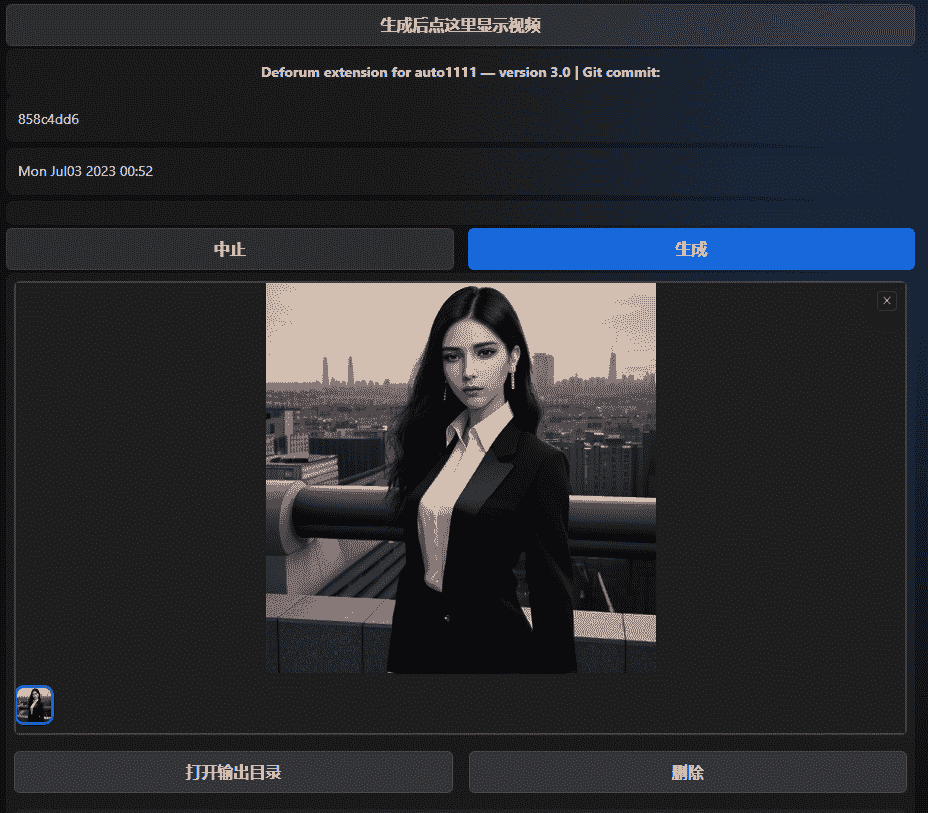 生成后点这里显示视频
Deforum extension for auto1111 — version 3.0 | Git commit:
858c4dd6
Mon Jul03 2023 00:52
中止
生成
打开输出目录
删除